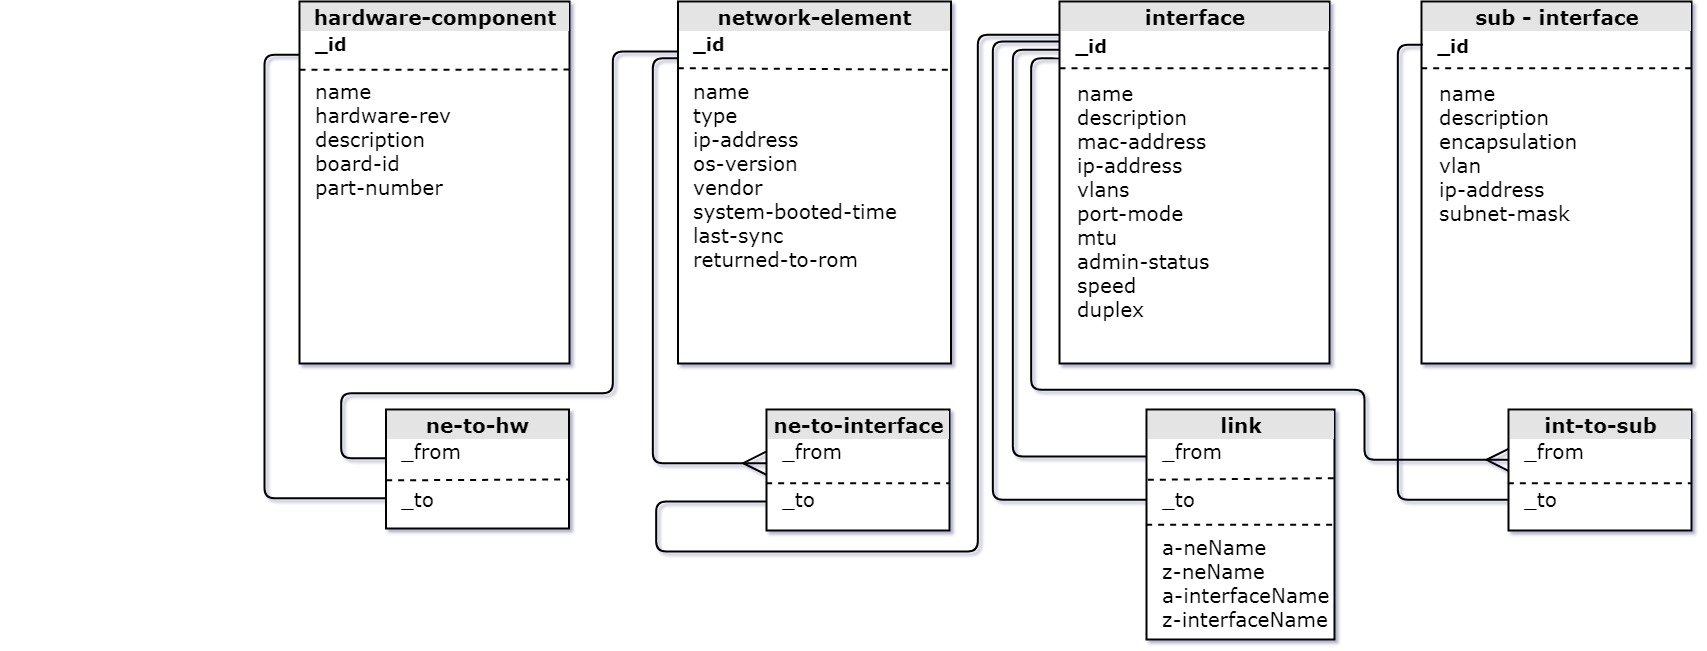 hardware-component
_id
name
hardware-rev
description
board-id
part-number
network-element
_id
name
type
ip-address
os-version
vendor
system-booted-time
last-sync
returned-to-rom
interface
_id
name
description
mac-address
ip-address
vlans
port-mode
mtu
admin-status
speed
duplex
sub - interface
_id
name
description
encapsulation
vlan
ip-address
subnet-mask
ne-to-hw
_from
_to
ne-to-interface
_from
_to
link
_from
_to
a-neName
z-neName
a-interfaceName
z-interfaceName
int-to-sub
_from
_to